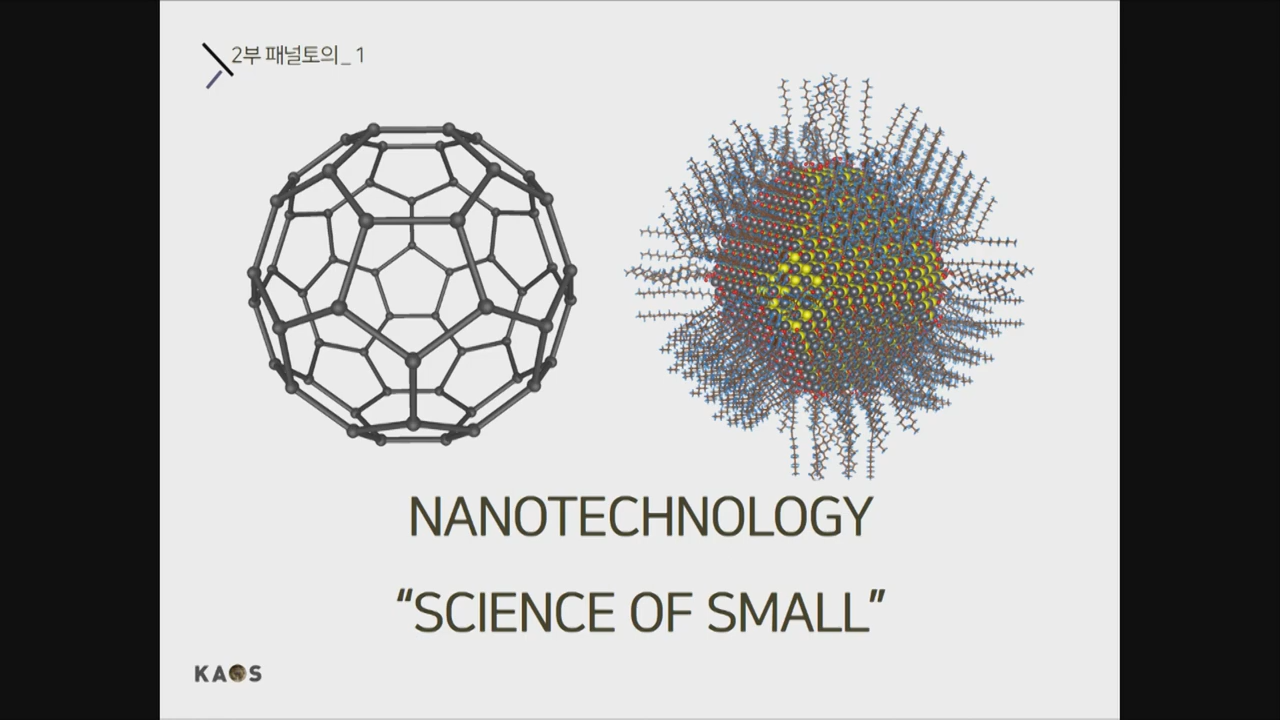 2부 패널토의_ 1
NANOTECHNOLOGY
“SCIENCE OF SMALL”
KAOS